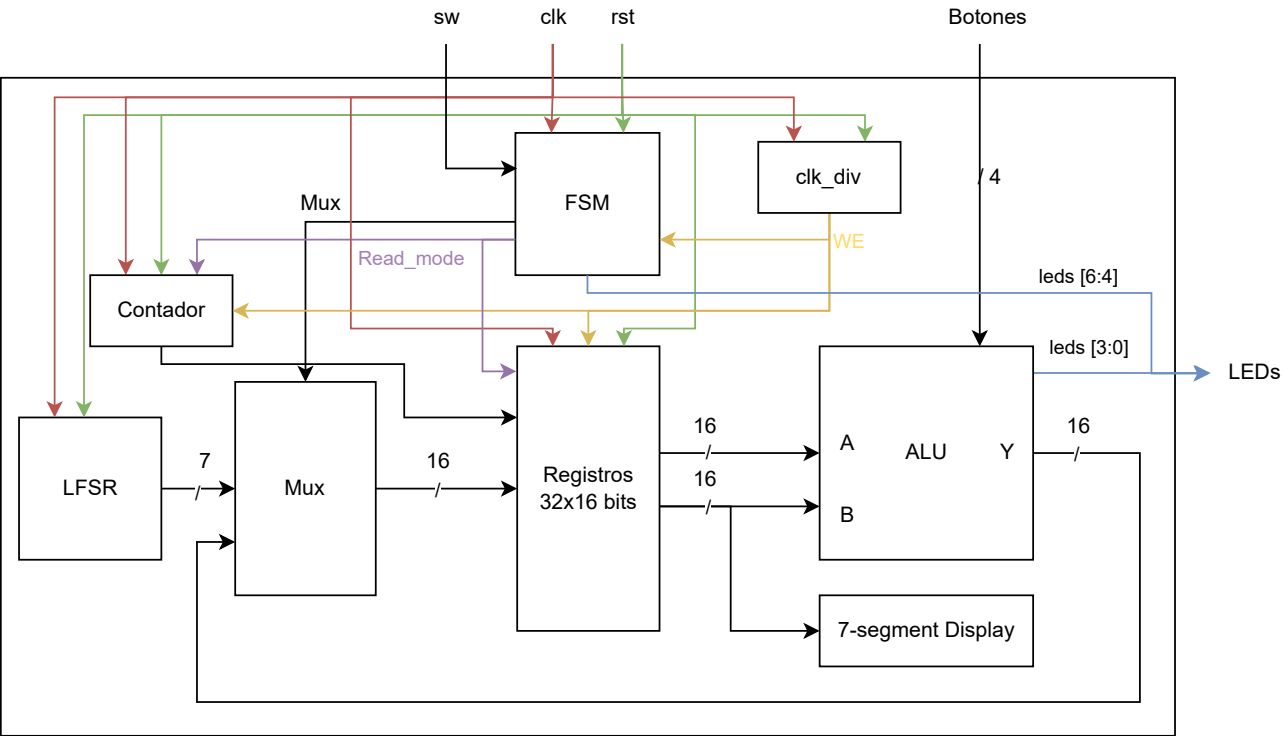 sw
clk
rst
Botones
FSM
clk_div
/ 4
Mux
WE
Read_mode
leds [6:4]
Contador
leds [3:0]
LEDs
16
16
7
16
A
ALU
Y
LFSR
Mux
Registros
32x16 bits
16
B
7-segment Display